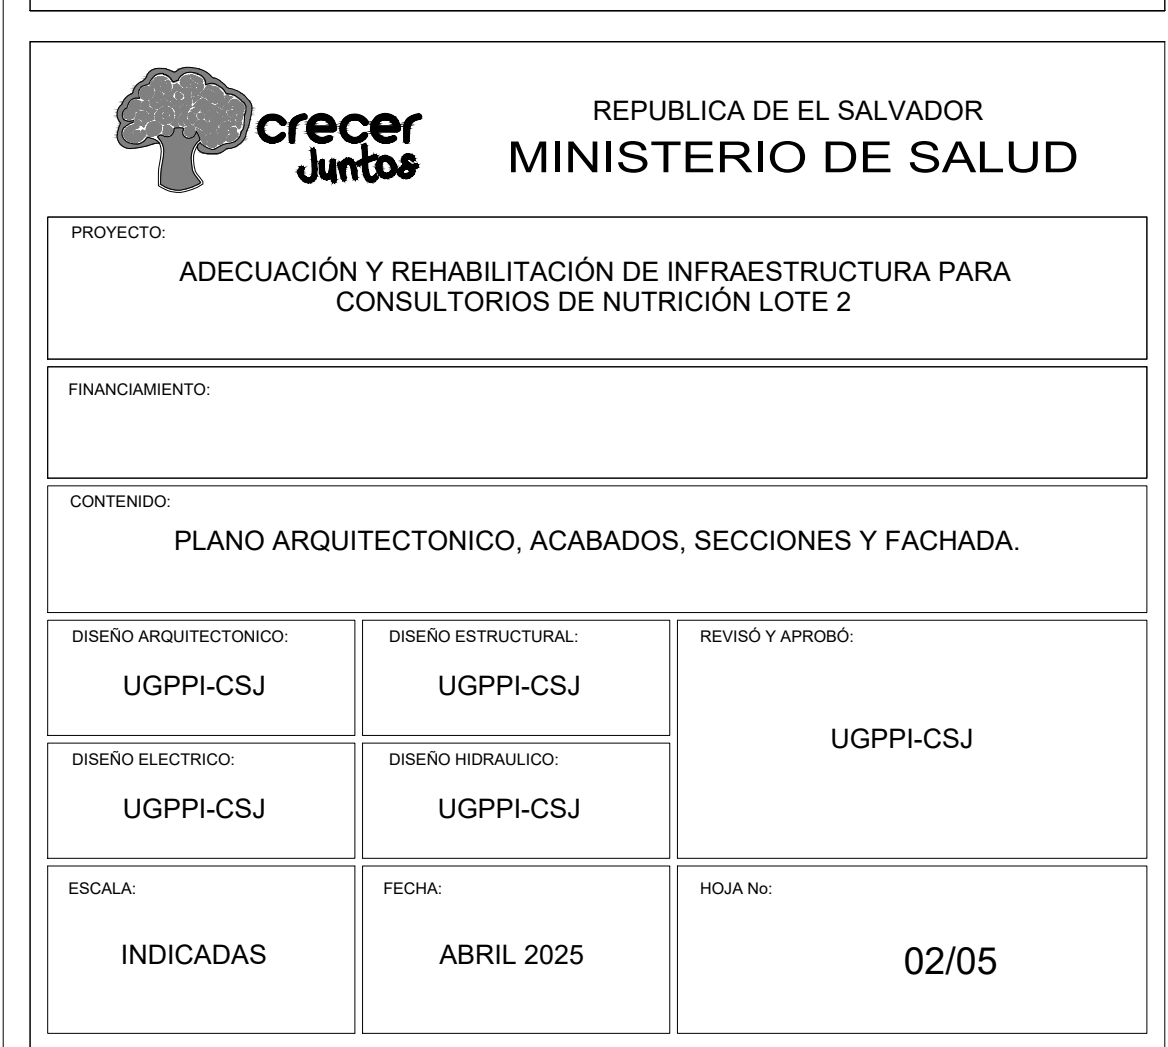 crecer
Juntos
REPUBLICA DE EL SALVADOR
MINISTERIO DE SALUD
PROYECTO:
ADECUACIÓN Y REHABILITACIÓN DE INFRAESTRUCTURA PARA
CONSULTORIOS DE NUTRICIÓN LOTE 2
FINANCIAMIENTO:
CONTENIDO:
PLANO ARQUITECTONICO, ACABADOS, SECCIONES Y FACHADA.
DISEÑO ARQUITECTONICO:
UGPPI-CSJ
DISEÑO ESTRUCTURAL:
UGPPI-CSJ
REVISÓ Y APROBÓ:
UGPPI-CSJ
DISEÑO ELECTRICO:
UGPPI-CSJ
DISEÑO HIDRAULICO:
UGPPI-CSJ
ESCALA:
INDICADAS
FECHA:
ABRIL 2025
HOJA No:
02/05